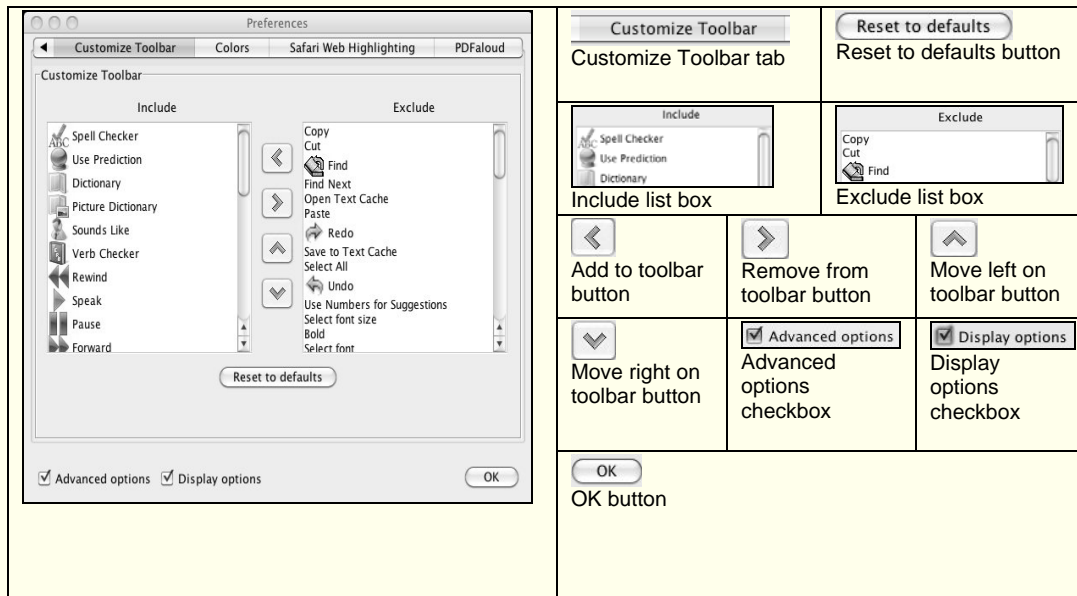 Preferences
Customize Toolbar Colors Safari Web Highlighting PDFaloud
Customize Toolbar
Include
Spell Checker
Use Prediction
Dictionary
Picture Dictionary
Sounds Like
Verb Checker
Rewind
Speak
Pause
Forward
Exclude
Copy
Cut
Find
Find Next
Open Text Cache
Paste
Redo
Save to Text Cache
Select All
Undo
Use Numbers for Suggestions
Select font size
Bold
Select font
Reset to defaults
Advanced options Display options OK
Customize Toolbar
Customize Toolbar tab
Reset to defaults
Reset to defaults button
Include
ABC Spell Checker
Use Prediction
Dictionary
Include list box
Exclude
Copy
Cut
Find
Exclude list box
Add to toolbar
button
Remove from
toolbar button
Move left on
toolbar button
Move right on
toolbar button
Advanced options
Advanced
options
checkbox
Display options
Display
options
checkbox
OK
OK button